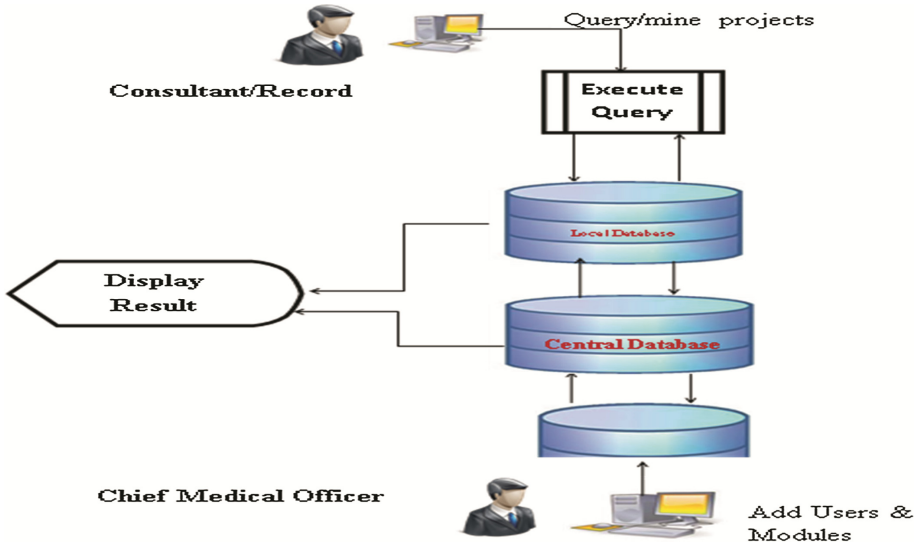 Query/mine projects
Consultant/Record
Execute
Query
Local Database
Display
Result
Central Database
Chief Medical Officer
Add Users &
Modules